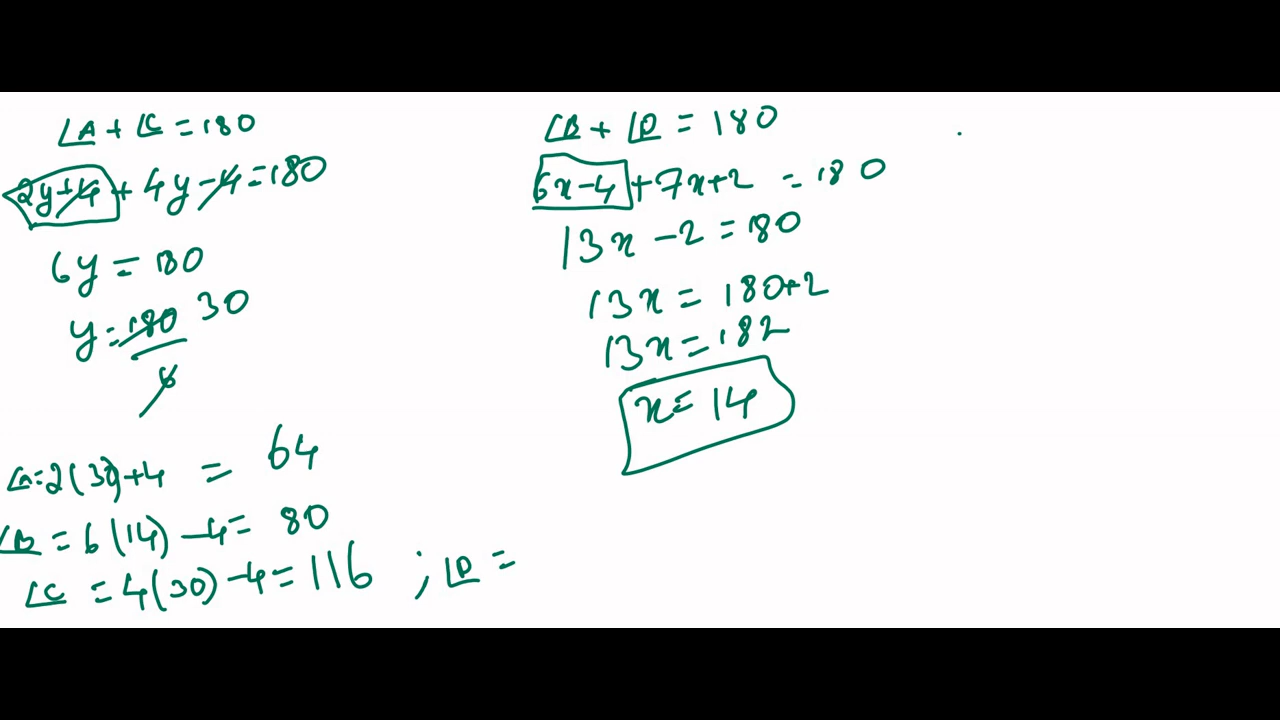 ∠A + ∠C = 180
2y+4 + 4y-4 = 180
6y = 180
y = 180/6 30
∠A = 2(30)+4 = 64
∠B = 6(14) -4 = 80
∠C = 4(30) -4 = 116 ; ∠D =
∠B + ∠D = 180
6x-4 + 7x+2 = 180
13x - 2 = 180
13x = 180+2
13x = 182
x = 14